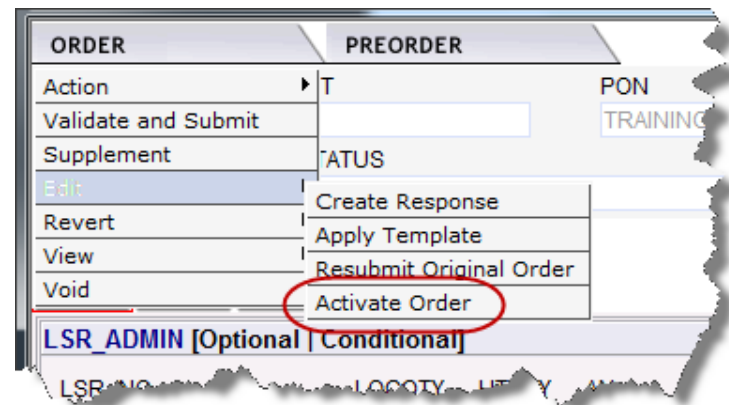 ORDER PREORDER
Action T PON
Validate and Submit TRAINING
Supplement TATUS
Edit
Create Response
Revert
Apply Template
View
Resubmit Original Order
Void
Activate Order
LSR_ADMIN [Optional | Conditional]